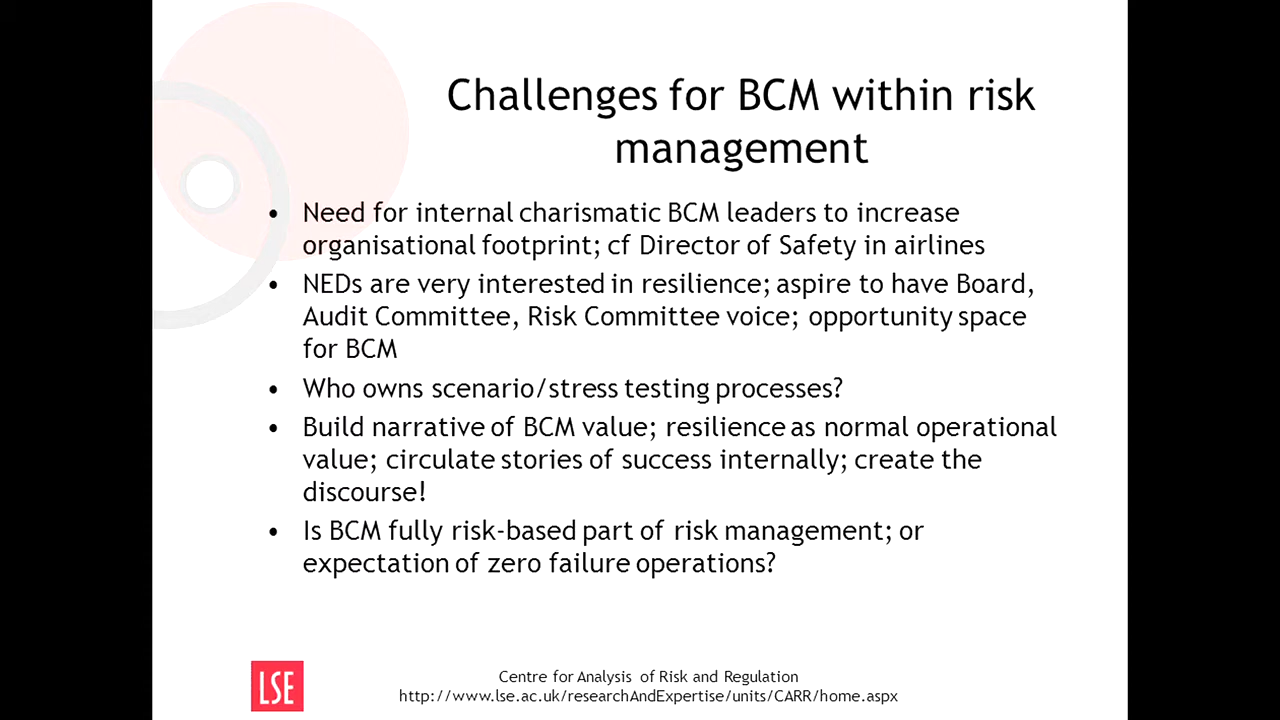 Challenges for BCM within risk
management
• Need for internal charismatic BCM leaders to increase
organisational footprint; cf Director of Safety in airlines
• NEDs are very interested in resilience; aspire to have Board,
Audit Committee, Risk Committee voice; opportunity space
for BCM
• Who owns scenario/stress testing processes?
• Build narrative of BCM value; resilience as normal operational
value; circulate stories of success internally; create the
discourse!
• Is BCM fully risk-based part of risk management; or
expectation of zero failure operations?
LSE
Centre for Analysis of Risk and Regulation
http://www.lse.ac.uk/researchAndExpertise/units/CARR/home.aspx